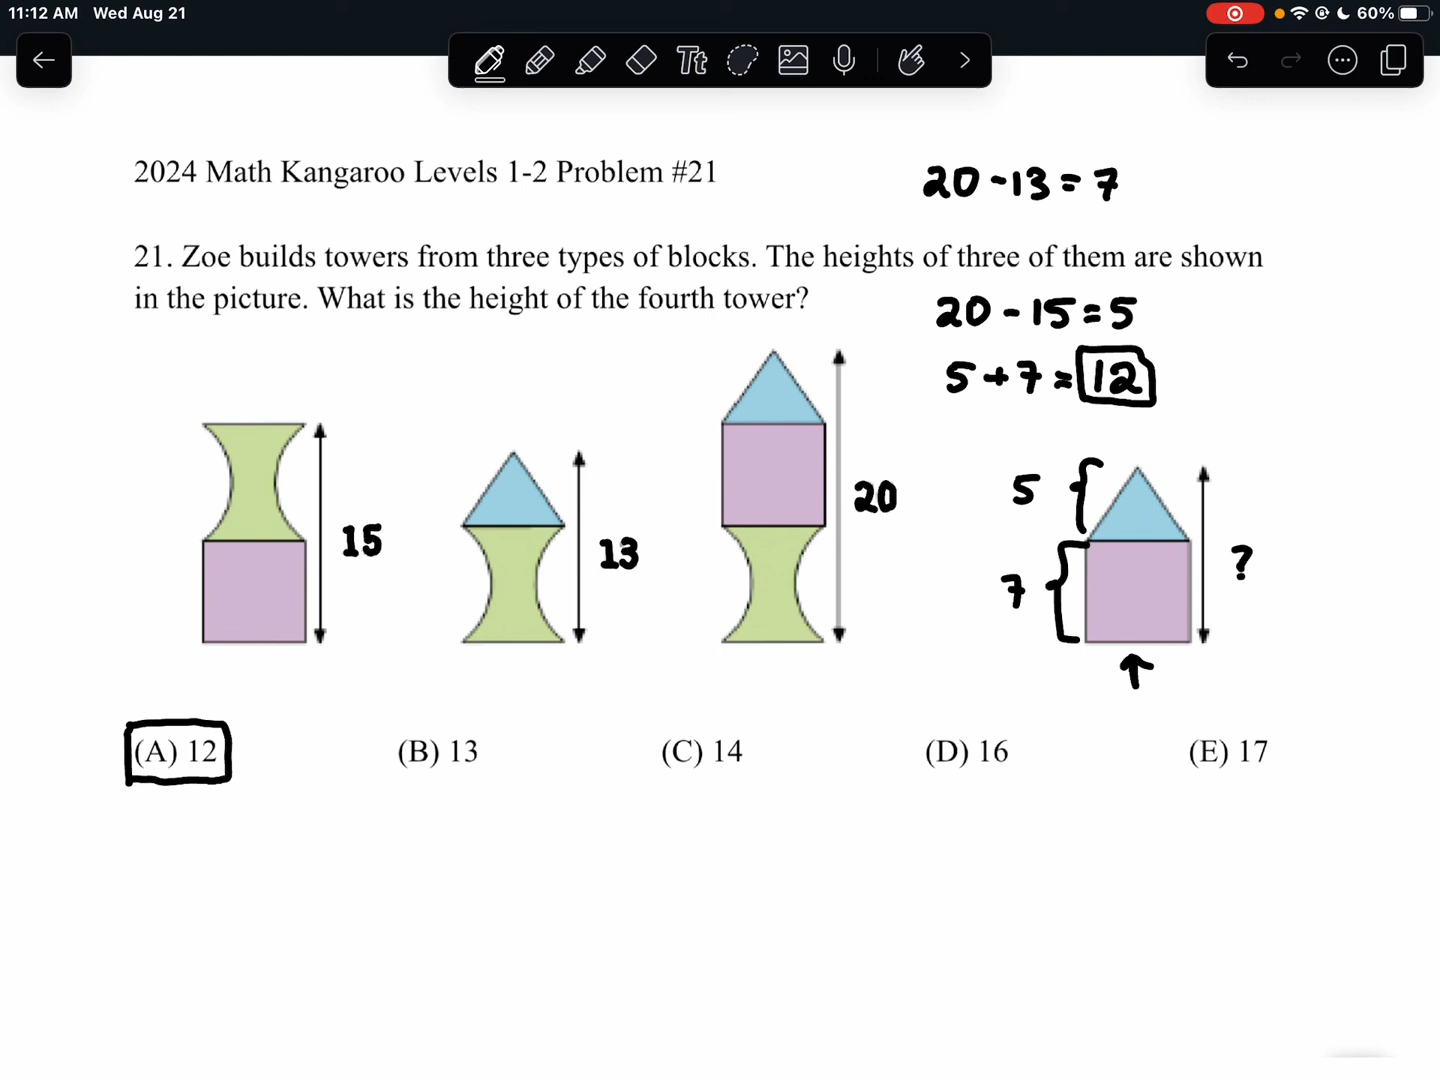 11:12 AM Wed Aug 21
60%
Tt
2024 Math Kangaroo Levels 1-2 Problem #21
20 - 13 = 7
21. Zoe builds towers from three types of blocks. The heights of three of them are shown
in the picture. What is the height of the fourth tower?
20 - 15 = 5
5 + 7 = 12
15
13
20
5
7
?
(A) 12 (B) 13 (C) 14 (D) 16 (E) 17